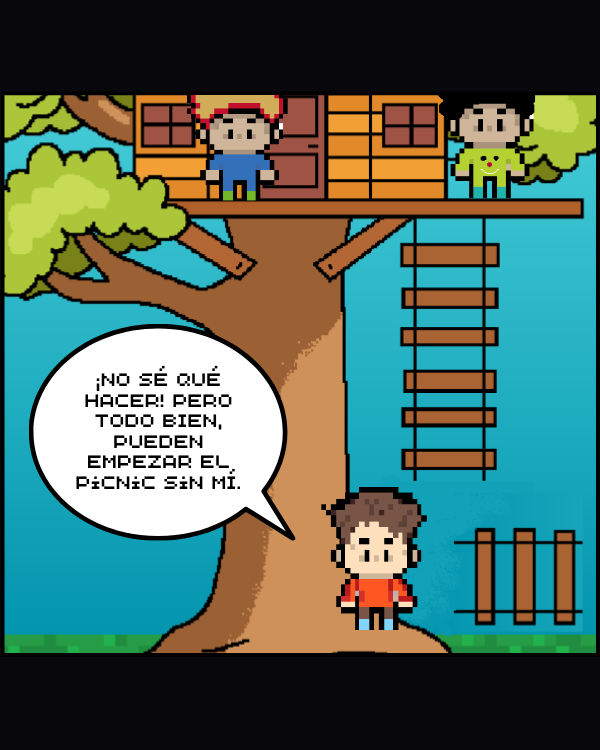 ¡NO SÉ QUÉ
HACER! PERO
TODO BIEN,
PUEDEN
EMPEZAR EL
PICNIC SIN MÍ.